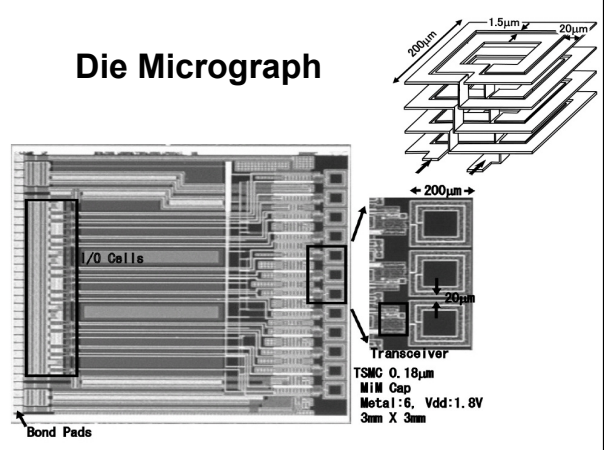 Die Micrograph
200μm
1.5μm
20μm
I/O Cells
200μm
20μm
Transceiver
TSMC 0.18μm
MiM Cap
Metal:6, Vdd:1.8V
3mm X 3mm
Bond Pads